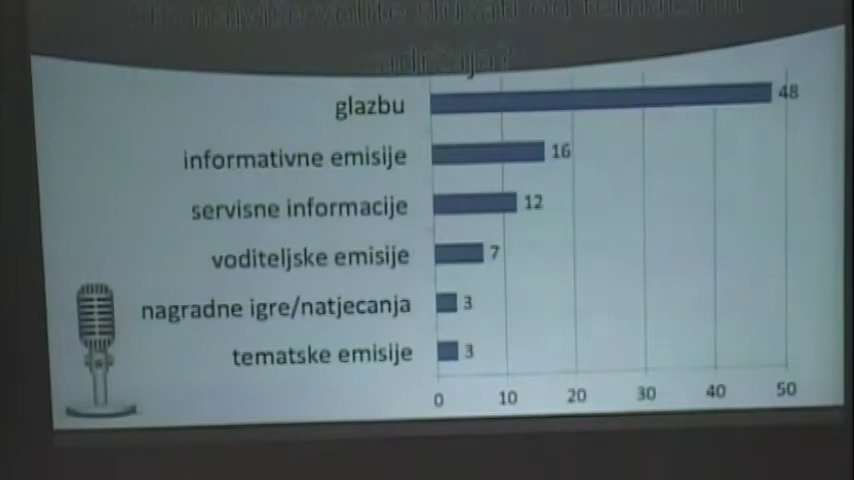 glazbu 48
informativne emisije 16
servisne informacije 12
voditeljske emisije 7
nagradne igre/natjecanja 3
tematske emisije 3
0 10 20 30 40 50